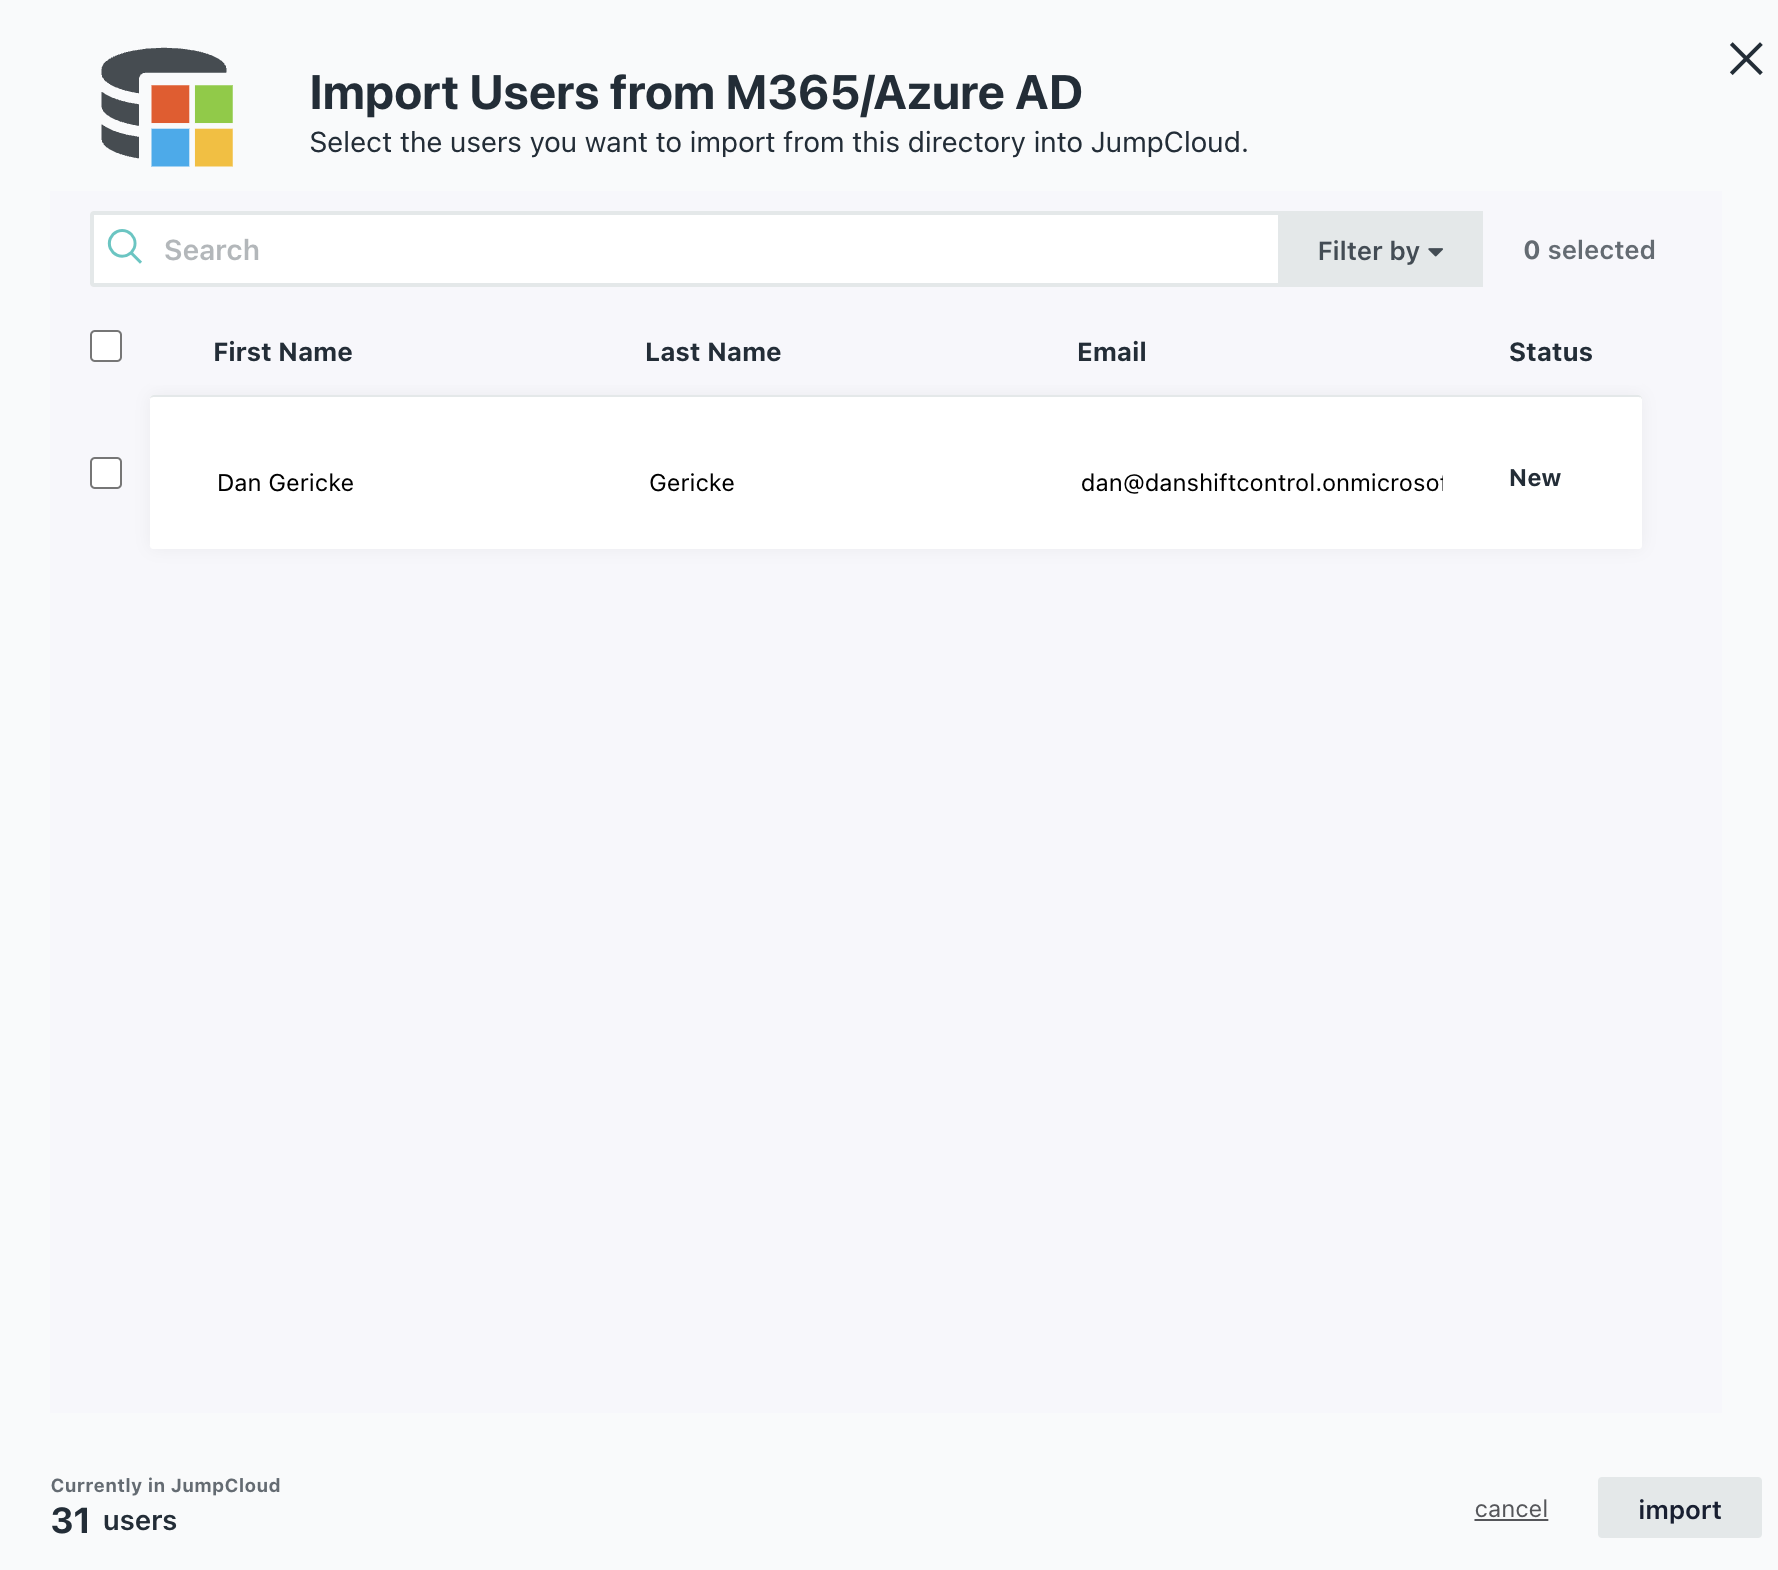 Import Users from M365/Azure AD
Select the users you want to import from this directory into JumpCloud.
Search
Filter by
0 selected
First Name Last Name Email Status
Dan Gericke Gericke dan@danshiftcontrol.onmicrosof New
Currently in JumpCloud
31 users
cancel
import